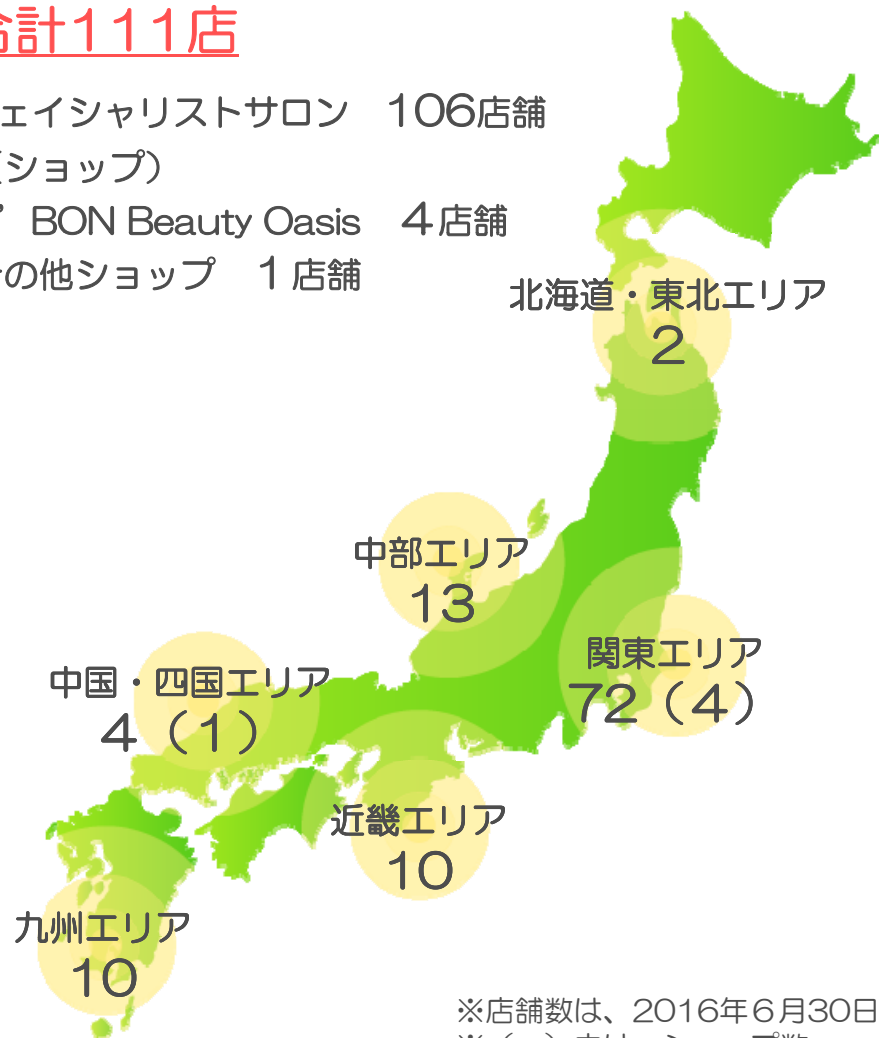 合計111店
ェイシャリストサロン　106店舗
（ショップ）
BON Beauty Oasis　4店舗
その他ショップ　1店舗
北海道・東北エリア
2
中部エリア
13
関東エリア
72（4）
中国・四国エリア
4（1）
近畿エリア
10
九州エリア
10
※店舗数は、2016年6月30日